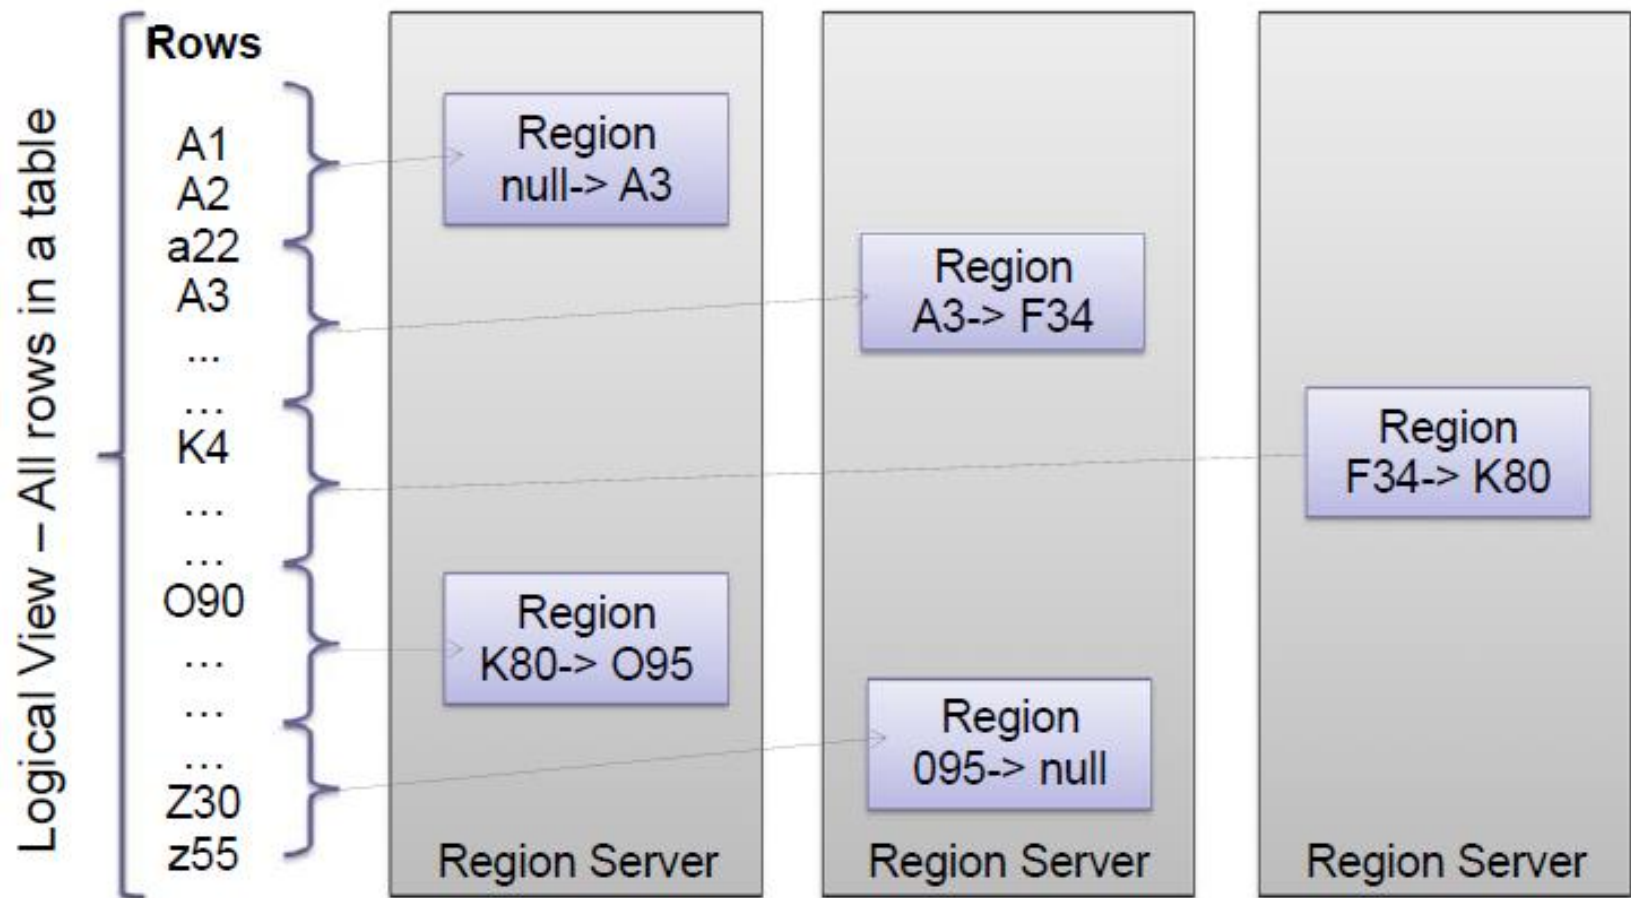 Logical View – All rows in a table
Rows
A1
A2
a22
A3
...
...
K4
...
...
O90
...
...
...
Z30
z55
Region
null-> A3
Region
K80-> O95
Region Server
Region
A3-> F34
Region
095-> null
Region Server
Region
F34-> K80
Region Server